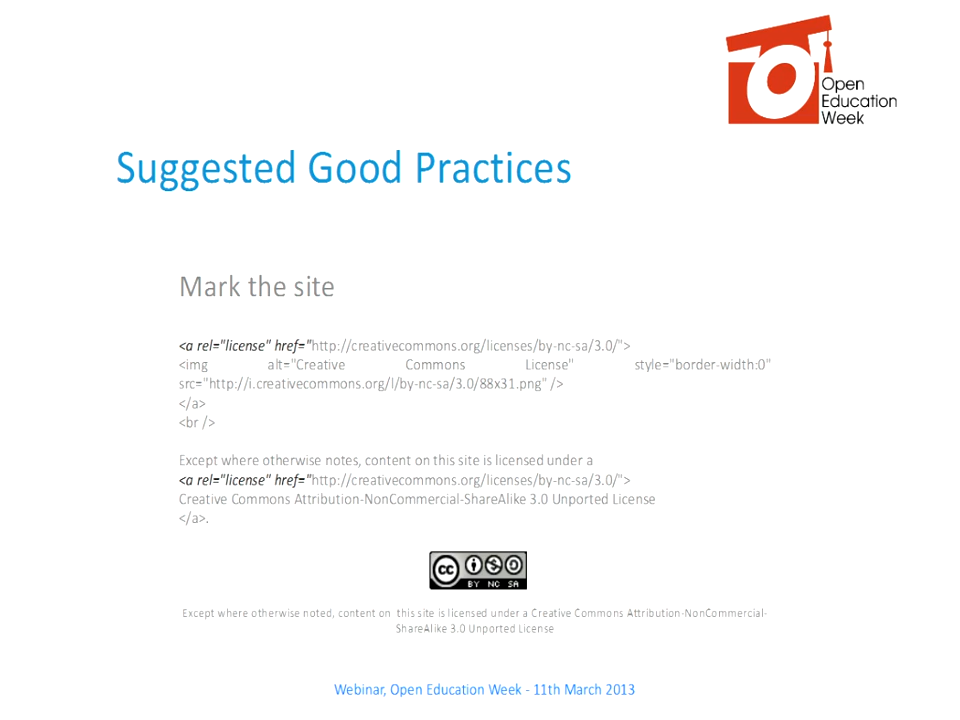 Open
Education
Week
Suggested Good Practices
Mark the site
<a rel="license" href="http://creativecommons.org/licenses/by-nc-sa/3.0/">
<img alt="Creative Commons License" style="border-width:0"
src="http://i.creativecommons.org/l/by-nc-sa/3.0/88x31.png" />
</a>
<br />
Except where otherwise notes, content on this site is licensed under a
<a rel="license" href="http://creativecommons.org/licenses/by-nc-sa/3.0/">
Creative Commons Attribution-NonCommercial-ShareAlike 3.0 Unported License
</a>.
cc
BY NC SA
Except where otherwise noted, content on this site is licensed under a Creative Commons Attribution-NonCommercial-
ShareAlike 3.0 Unported License
Webinar, Open Education Week - 11th March 2013